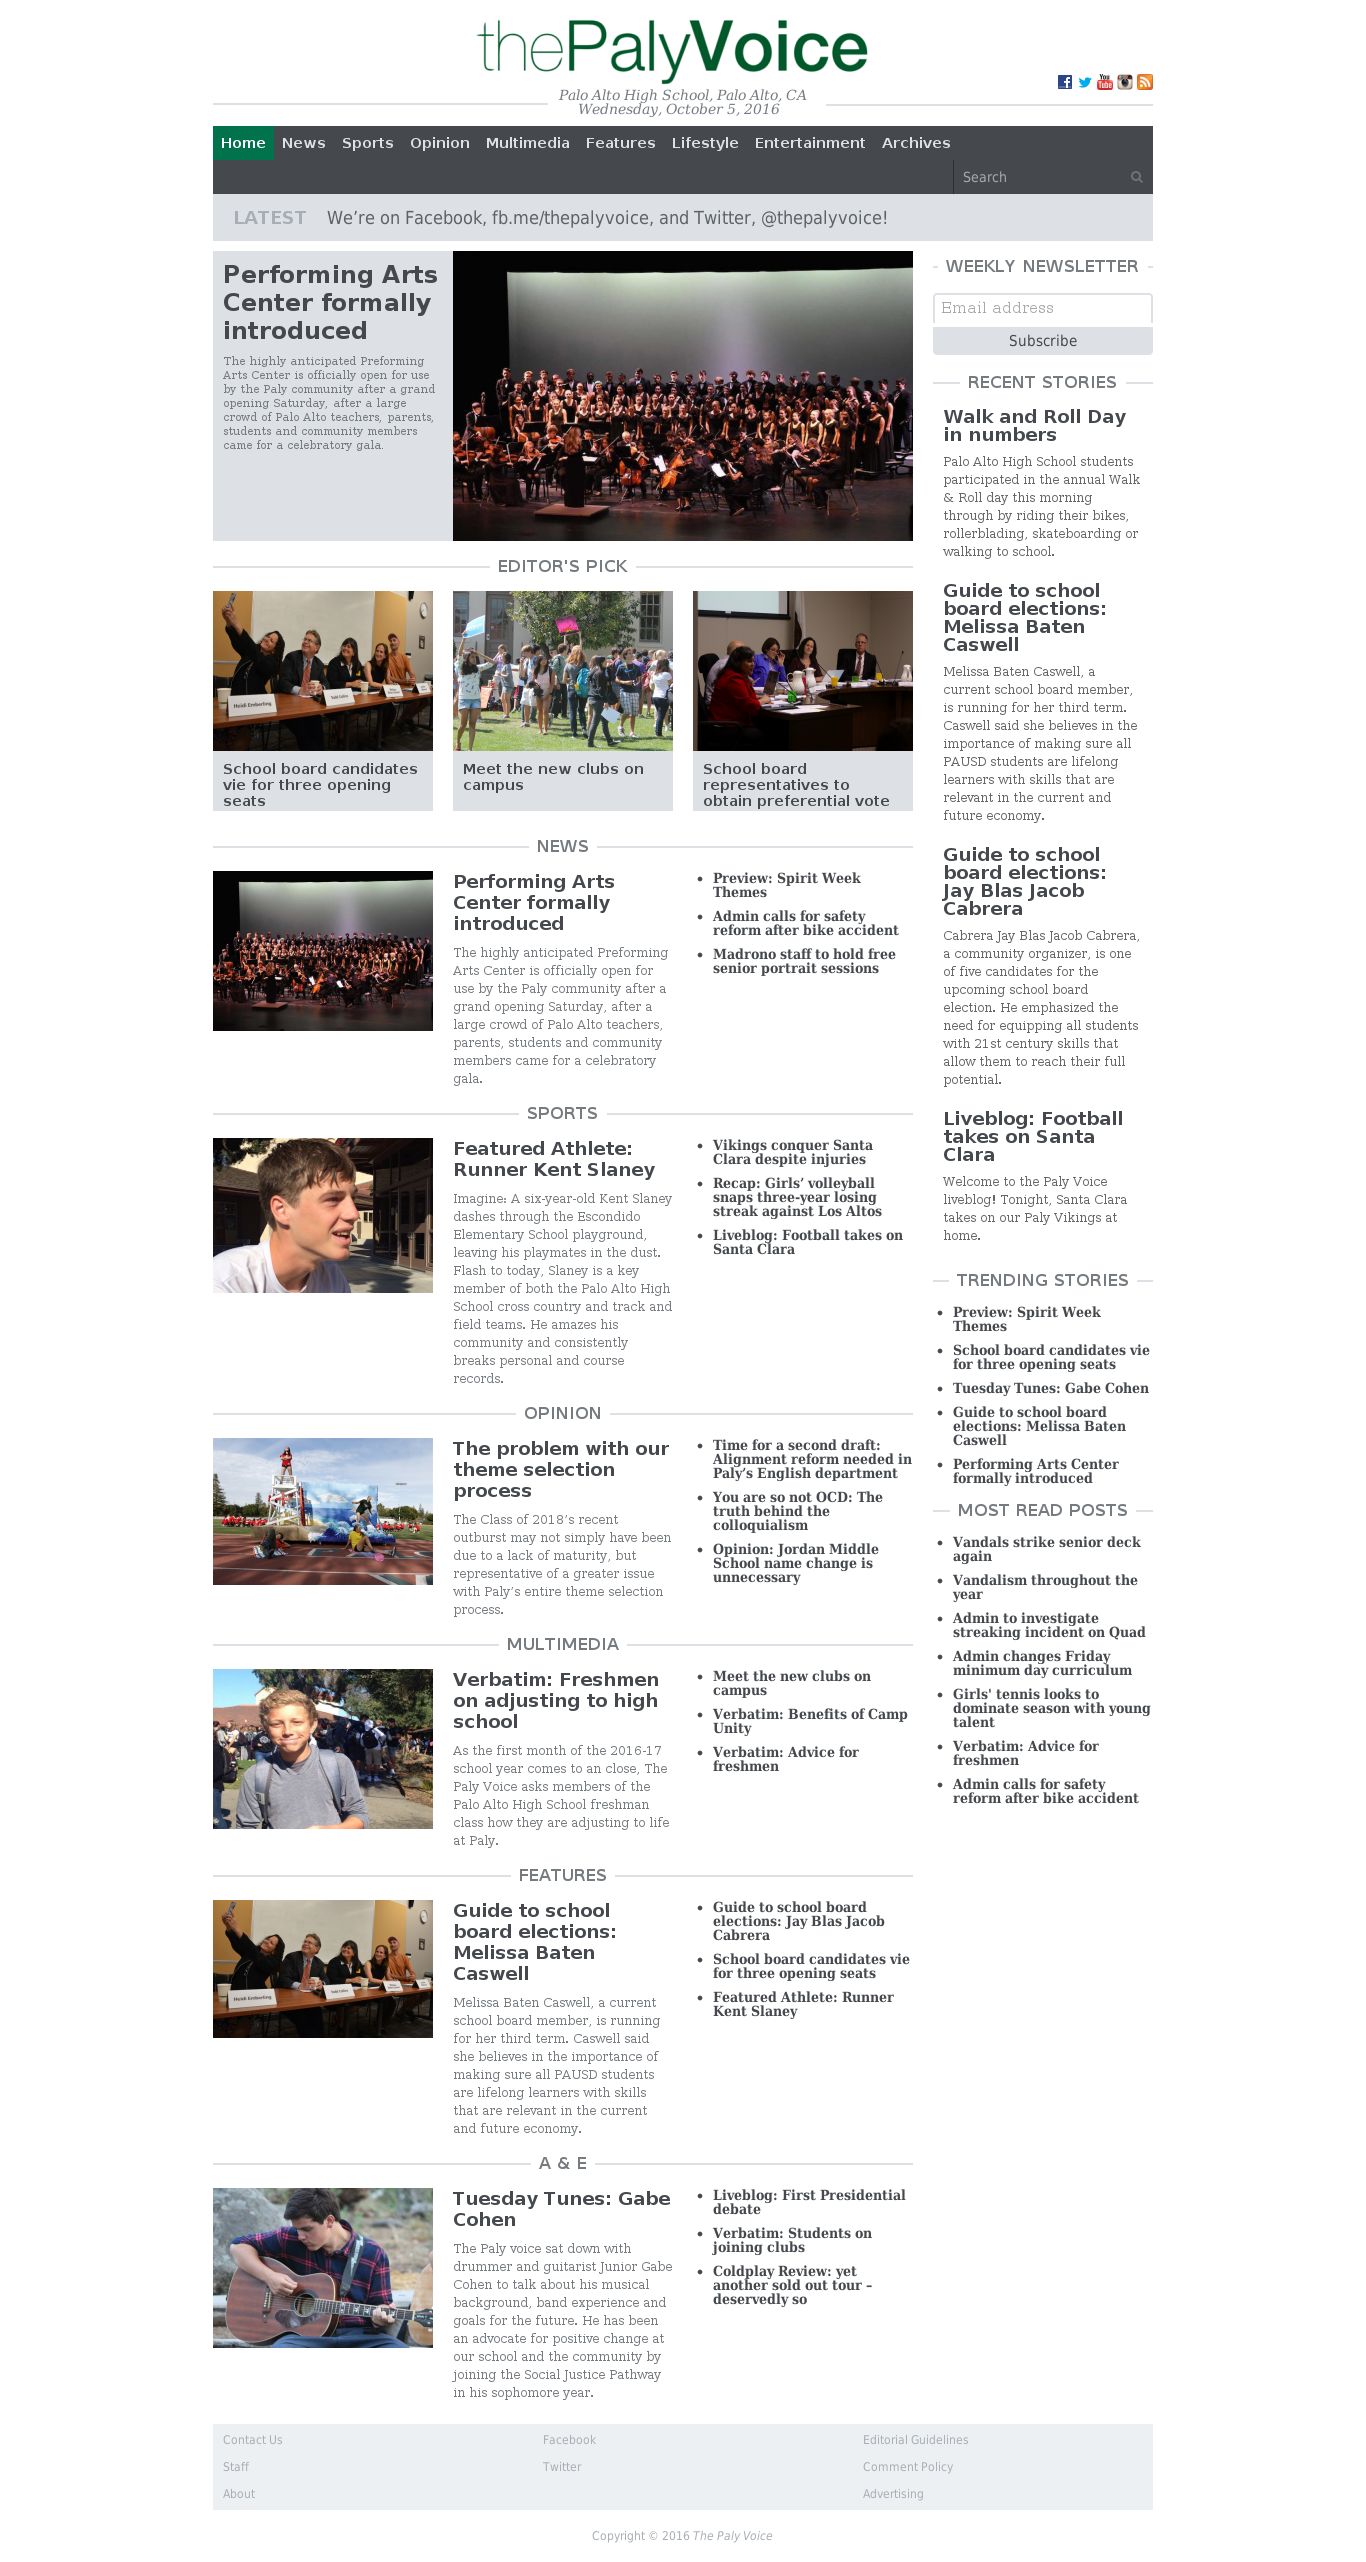 thePalyVoice
Palo Alto High School, Palo Alto, CA
Wednesday, October 5, 2016
Home News Sports Opinion Multimedia Features Lifestyle Entertainment Archives
Search
LATEST We’re on Facebook, fb.me/thepalyvoice, and Twitter, @thepalyvoice!
Performing Arts
Center formally
introduced
The highly anticipated Preforming
Arts Center is officially open for use
by the Paly community after a grand
opening Saturday, after a large
crowd of Palo Alto teachers, parents,
students and community members
came for a celebratory gala.
EDITOR'S PICK
Heidi Emberling
School board candidates
vie for three opening
seats
Meet the new clubs on
campus
School board
representatives to
obtain preferential vote
NEWS
Performing Arts
Center formally
introduced
The highly anticipated Preforming
Arts Center is officially open for
use by the Paly community after a
grand opening Saturday, after a
large crowd of Palo Alto teachers,
parents, students and community
members came for a celebratory
gala.
Preview: Spirit Week
Themes
Admin calls for safety
reform after bike accident
Madrono staff to hold free
senior portrait sessions
SPORTS
Featured Athlete:
Runner Kent Slaney
Imagine: A six-year-old Kent Slaney
dashes through the Escondido
Elementary School playground,
leaving his playmates in the dust.
Flash to today, Slaney is a key
member of both the Palo Alto High
School cross country and track and
field teams. He amazes his
community and consistently
breaks personal and course
records.
Vikings conquer Santa
Clara despite injuries
Recap: Girls’ volleyball
snaps three-year losing
streak against Los Altos
Liveblog: Football takes on
Santa Clara
OPINION
The problem with our
theme selection
process
The Class of 2018’s recent
outburst may not simply have been
due to a lack of maturity, but
representative of a greater issue
with Paly’s entire theme selection
process.
Time for a second draft:
Alignment reform needed in
Paly’s English department
You are so not OCD: The
truth behind the
colloquialism
Opinion: Jordan Middle
School name change is
unnecessary
MULTIMEDIA
Verbatim: Freshmen
on adjusting to high
school
As the first month of the 2016-17
school year comes to an close, The
Paly Voice asks members of the
Palo Alto High School freshman
class how they are adjusting to life
at Paly.
Meet the new clubs on
campus
Verbatim: Benefits of Camp
Unity
Verbatim: Advice for
freshmen
FEATURES
Heidi Emberling
Guide to school
board elections:
Melissa Baten
Caswell
Melissa Baten Caswell, a current
school board member, is running
for her third term. Caswell said
she believes in the importance of
making sure all PAUSD students
are lifelong learners with skills
that are relevant in the current
and future economy.
Guide to school board
elections: Jay Blas Jacob
Cabrera
School board candidates vie
for three opening seats
Featured Athlete: Runner
Kent Slaney
A & E
Tuesday Tunes: Gabe
Cohen
The Paly voice sat down with
drummer and guitarist Junior Gabe
Cohen to talk about his musical
background, band experience and
goals for the future. He has been
an advocate for positive change at
our school and the community by
joining the Social Justice Pathway
in his sophomore year.
Liveblog: First Presidential
debate
Verbatim: Students on
joining clubs
Coldplay Review: yet
another sold out tour –
deservedly so
WEEKLY NEWSLETTER
Email address
Subscribe
RECENT STORIES
Walk and Roll Day
in numbers
Palo Alto High School students
participated in the annual Walk
& Roll day this morning
through by riding their bikes,
rollerblading, skateboarding or
walking to school.
Guide to school
board elections:
Melissa Baten
Caswell
Melissa Baten Caswell, a
current school board member,
is running for her third term.
Caswell said she believes in the
importance of making sure all
PAUSD students are lifelong
learners with skills that are
relevant in the current and
future economy.
Guide to school
board elections:
Jay Blas Jacob
Cabrera
Cabrera Jay Blas Jacob Cabrera,
a community organizer, is one
of five candidates for the
upcoming school board
election. He emphasized the
need for equipping all students
with 21st century skills that
allow them to reach their full
potential.
Liveblog: Football
takes on Santa
Clara
Welcome to the Paly Voice
liveblog! Tonight, Santa Clara
takes on our Paly Vikings at
home.
TRENDING STORIES
Preview: Spirit Week
Themes
School board candidates vie
for three opening seats
Tuesday Tunes: Gabe Cohen
Guide to school board
elections: Melissa Baten
Caswell
Performing Arts Center
formally introduced
MOST READ POSTS
Vandals strike senior deck
again
Vandalism throughout the
year
Admin to investigate
streaking incident on Quad
Admin changes Friday
minimum day curriculum
Girls' tennis looks to
dominate season with young
talent
Verbatim: Advice for
freshmen
Admin calls for safety
reform after bike accident
Contact Us Facebook Editorial Guidelines
Staff Twitter Comment Policy
About Advertising
Copyright © 2016 The Paly Voice